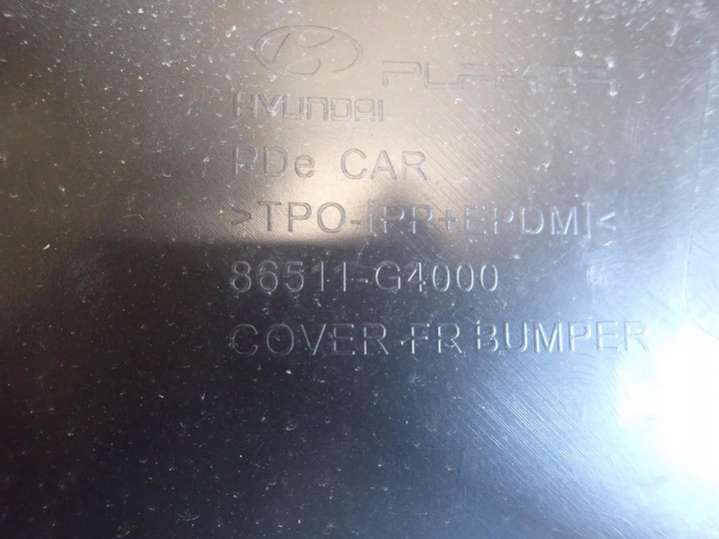 HYUNDAI
PDe CAR
>TPO-[PP+EPDM]<
86511-G4000
COVER-FR BUMPER